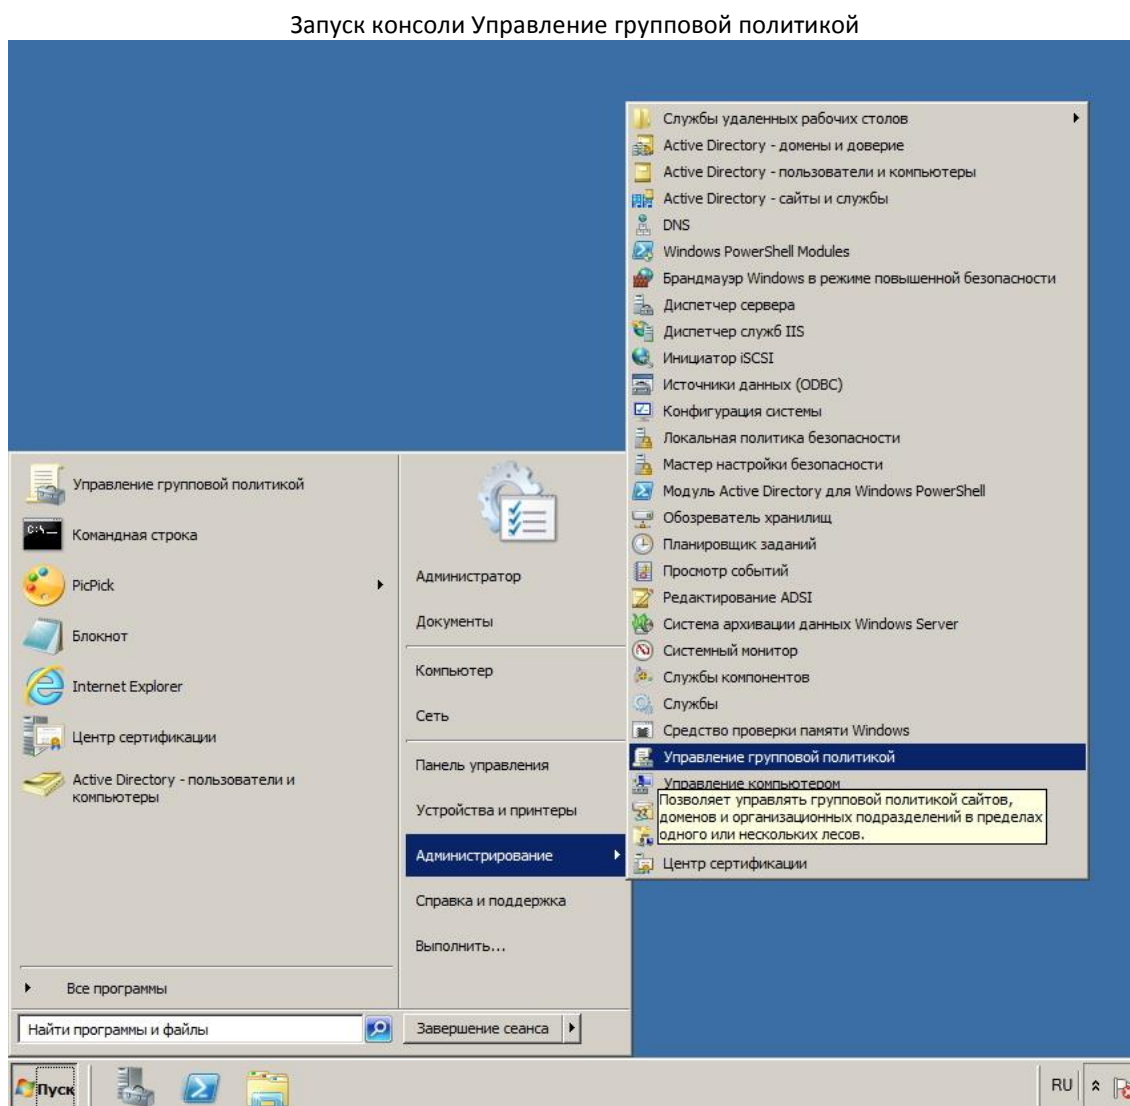 Запуск консоли Управление групповой политикой
Службы удаленных рабочих столов
Active Directory - домены и доверие
Active Directory - пользователи и компьютеры
Active Directory - сайты и службы
DNS
Windows PowerShell Modules
Брандмауэр Windows в режиме повышенной безопасности
Диспетчер сервера
Диспетчер служб IIS
Инициатор iSCSI
Источники данных (ODBC)
Конфигурация системы
Локальная политика безопасности
Мастер настройки безопасности
Модуль Active Directory для Windows PowerShell
Обозреватель хранилищ
Планировщик заданий
Просмотр событий
Редактирование ADSI
Система архивации данных Windows Server
Системный монитор
Службы компонентов
Службы
Средство проверки памяти Windows
Управление групповой политикой
Управление компьютером
Позволяет управлять групповой политикой сайтов,
доменов и организационных подразделений в пределах
одного или нескольких лесов.
Центр сертификации
Управление групповой политикой
C:\
Командная строка
PicPick
Блокнот
Internet Explorer
Центр сертификации
Active Directory - пользователи и
компьютеры
Все программы
Найти программы и файлы
Администратор
Документы
Компьютер
Сеть
Панель управления
Устройства и принтеры
Администрирование
Справка и поддержка
Выполнить...
Завершение сеанса
Пуск
RU